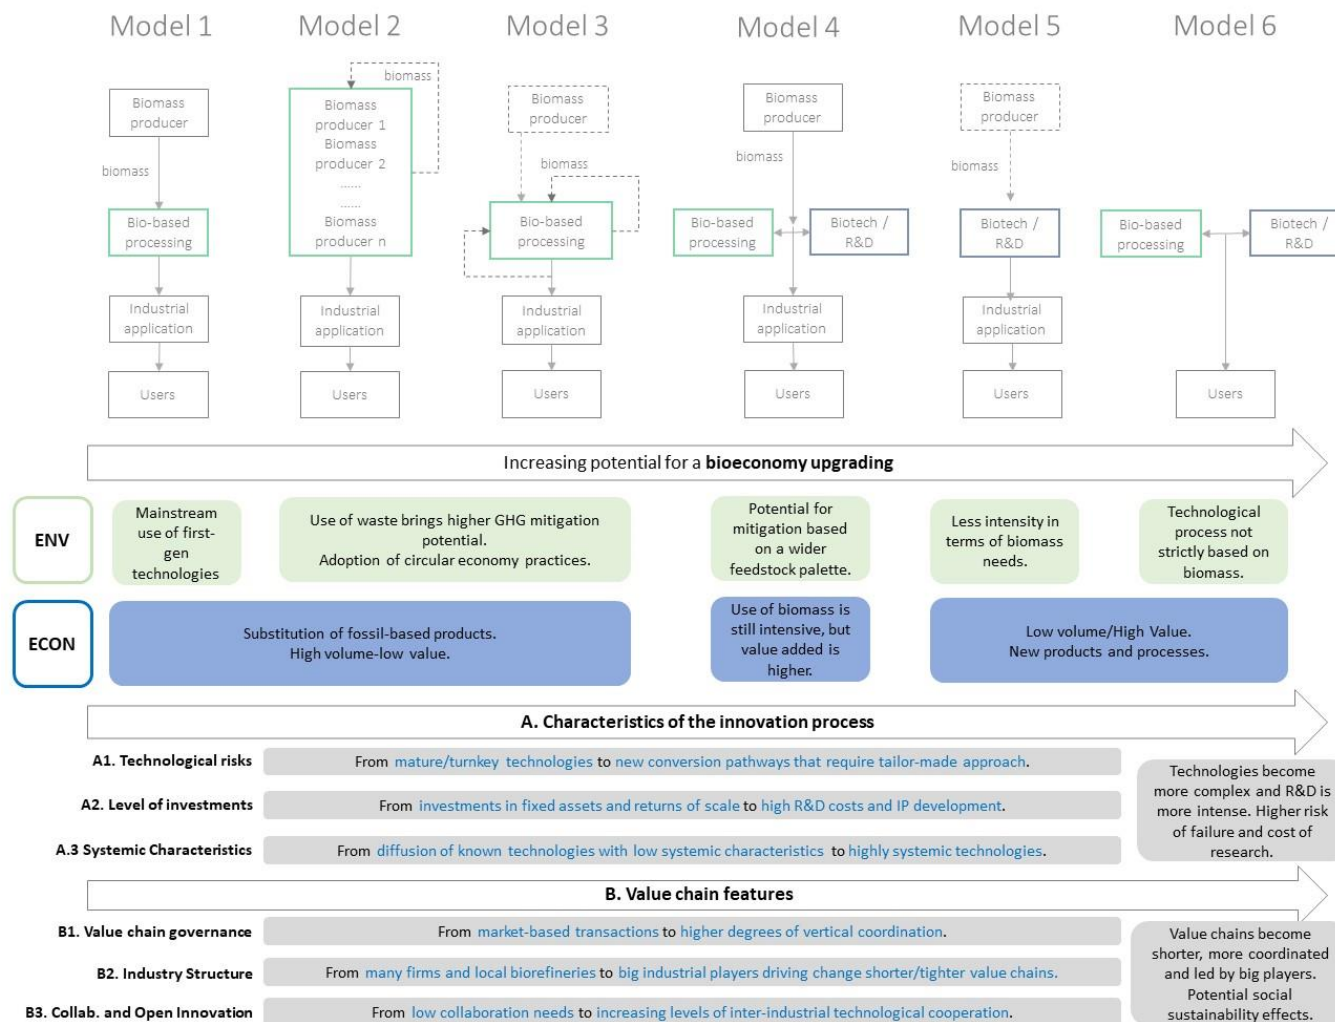 Model 1
Model 2
Model 3
Model 4
Model 5
Model 6
Biomass
producer
biomass
Bio-based
processing
Industrial
application
Users
biomass
Biomass
producer 1
Biomass
producer 2
......
......
Biomass
producer n
Industrial
application
Users
Biomass
producer
biomass
Bio-based
processing
Industrial
application
Users
Biomass
producer
biomass
Bio-based
processing
Biotech /
R&D
Industrial
application
Users
Biomass
producer
biomass
Biotech /
R&D
Industrial
application
Users
Bio-based
processing
Biotech /
R&D
Users
Increasing potential for a bioeconomy upgrading
ENV
Mainstream
use of first-
gen
technologies
Use of waste brings higher GHG mitigation
potential.
Adoption of circular economy practices.
Potential for
mitigation based
on a wider
feedstock palette.
Less intensity in
terms of biomass
needs.
Technological
process not
strictly based on
biomass.
ECON
Substitution of fossil-based products.
High volume-low value.
Use of biomass is
still intensive, but
value added is
higher.
Low volume/High Value.
New products and processes.
A. Characteristics of the innovation process
A1. Technological risks
From mature/turnkey technologies to new conversion pathways that require tailor-made approach.
A2. Level of investments
From investments in fixed assets and returns of scale to high R&D costs and IP development.
A.3 Systemic Characteristics
From diffusion of known technologies with low systemic characteristics to highly systemic technologies.
Technologies become
more complex and R&D is
more intense. Higher risk
of failure and cost of
research.
B. Value chain features
B1. Value chain governance
From market-based transactions to higher degrees of vertical coordination.
B2. Industry Structure
From many firms and local biorefineries to big industrial players driving change shorter/tighter value chains.
B3. Collab. and Open Innovation
From low collaboration needs to increasing levels of inter-industrial technological cooperation.
Value chains become
shorter, more coordinated
and led by big players.
Potential social
sustainability effects.